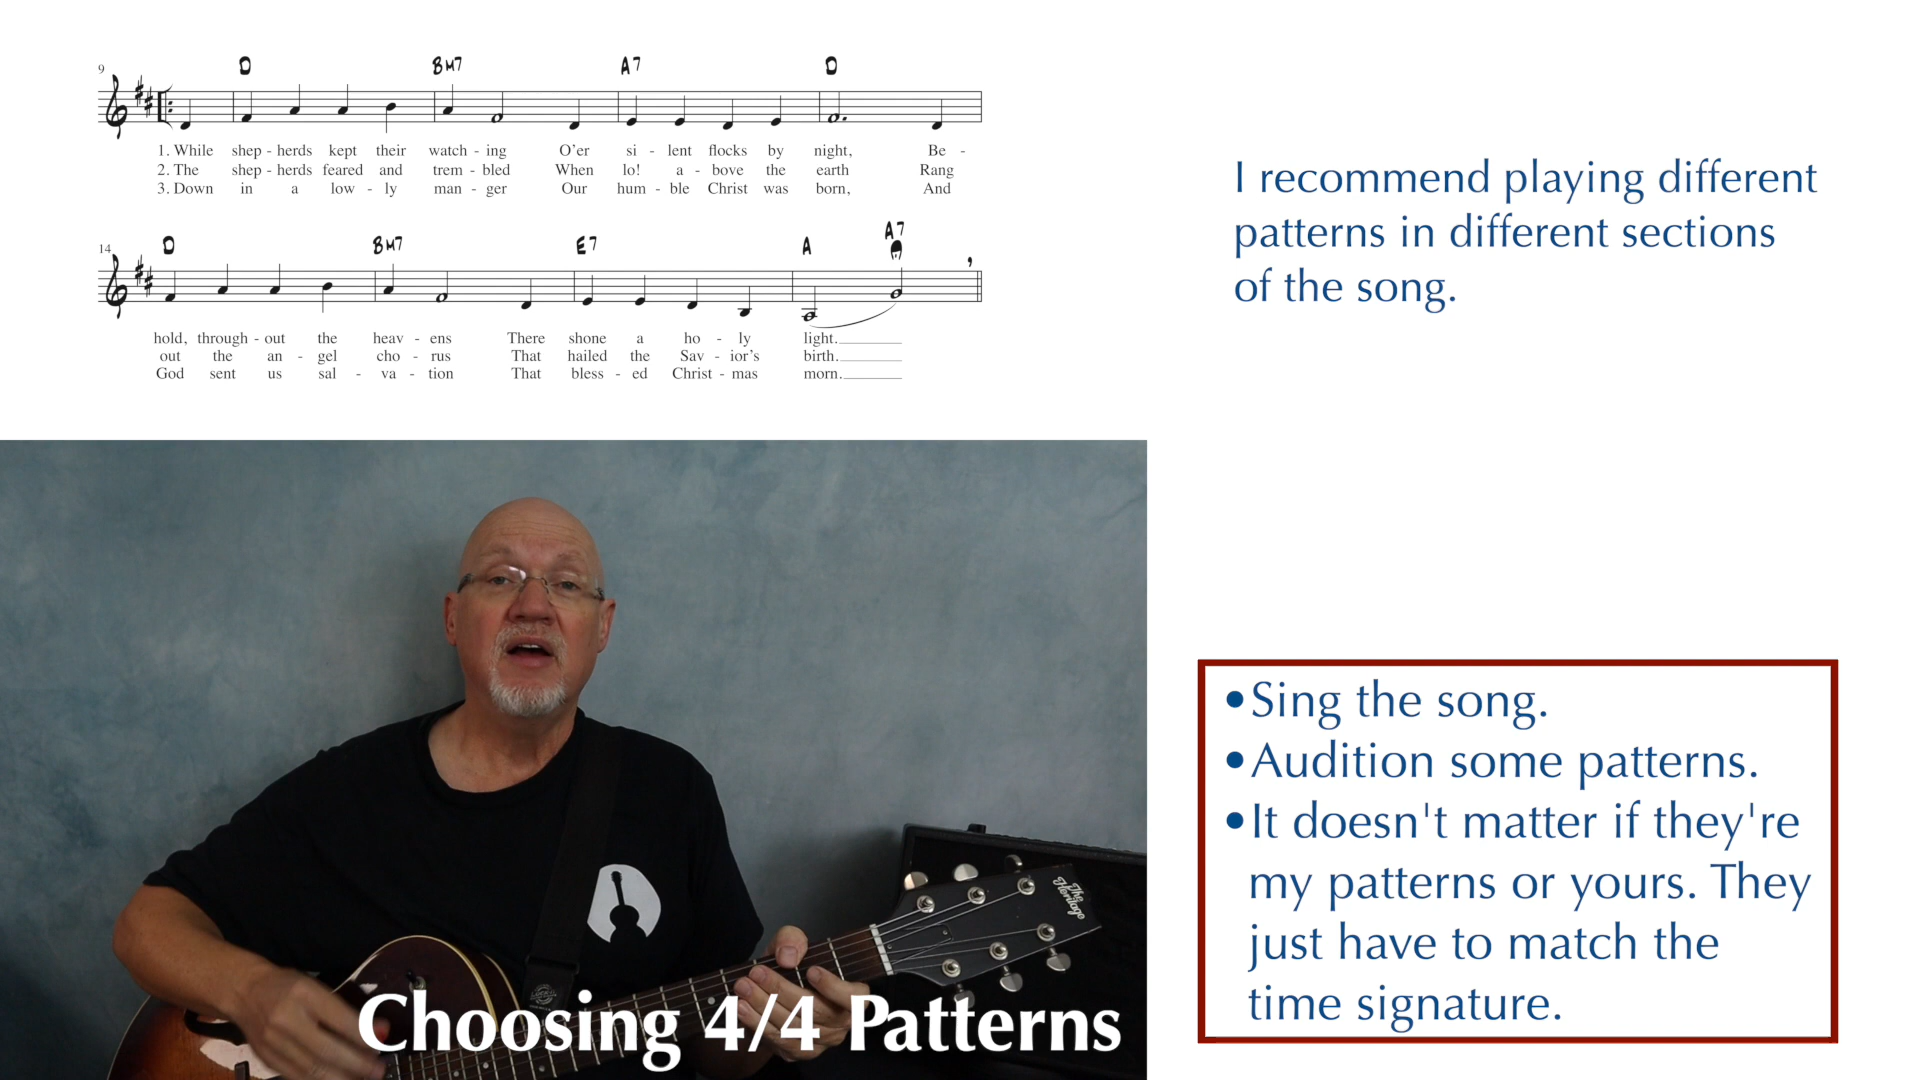 9
D BM7 A7 D
1. While shep - herds kept their watch - ing O'er si - lent flocks by night, Be -
2. The shep - herds feared and trem - bled When lo! a - bove the earth Rang
3. Down in a low - ly man - ger Our hum - ble Christ was born, And
14
D BM7 E7 A A7
hold, through - out the heav - ens There shone a ho - ly light.
out the an - gel cho - rus That hailed the Sav - ior's birth.
God sent us sal - va - tion That bless - ed Christ - mas morn.
I recommend playing different
patterns in different sections
of the song.
The
Heritage
Choosing 4/4 Patterns
•Sing the song.
•Audition some patterns.
•It doesn't matter if they're
my patterns or yours. They
just have to match the
time signature.